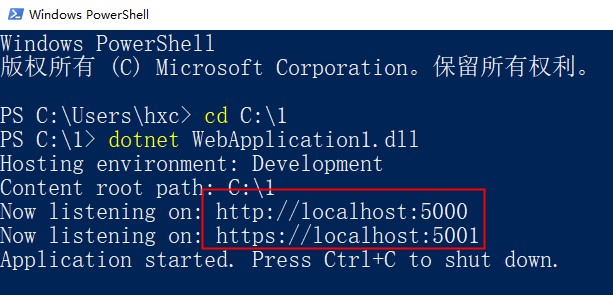 Windows PowerShell
Windows PowerShell
版权所有 (C) Microsoft Corporation。保留所有权利。
PS C:\Users\hxc> cd C:\1
PS C:\1> dotnet WebApplication1.dll
Hosting environment: Development
Content root path: C:\1
Now listening on: http://localhost:5000
Now listening on: https://localhost:5001
Application started. Press Ctrl+C to shut down.